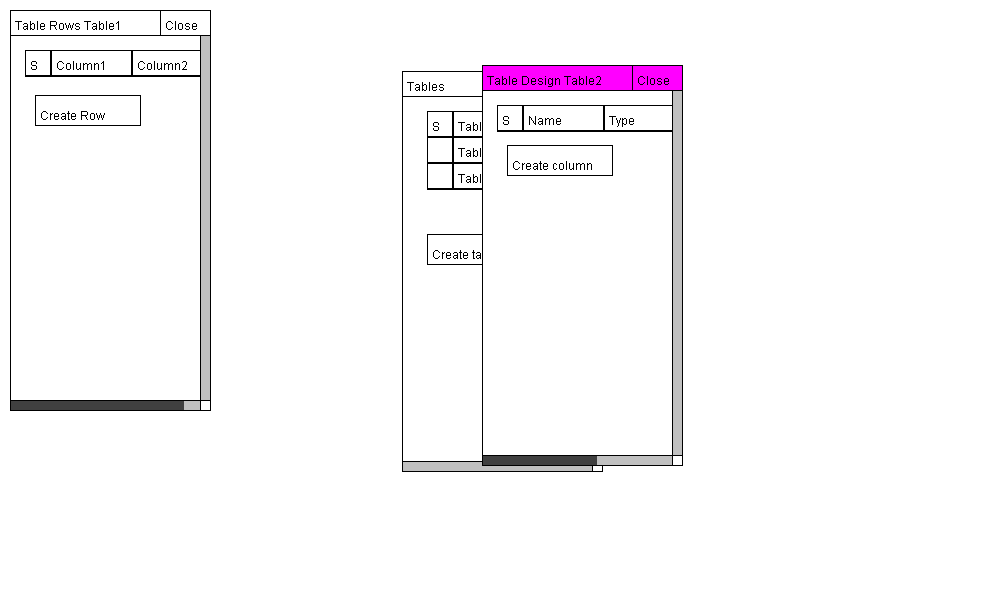 Table Rows Table1 Close
S Column1 Column2
Create Row
Tables
S Tabl
Tabl
Tabl
Create ta
Table Design Table2 Close
S Name Type
Create column